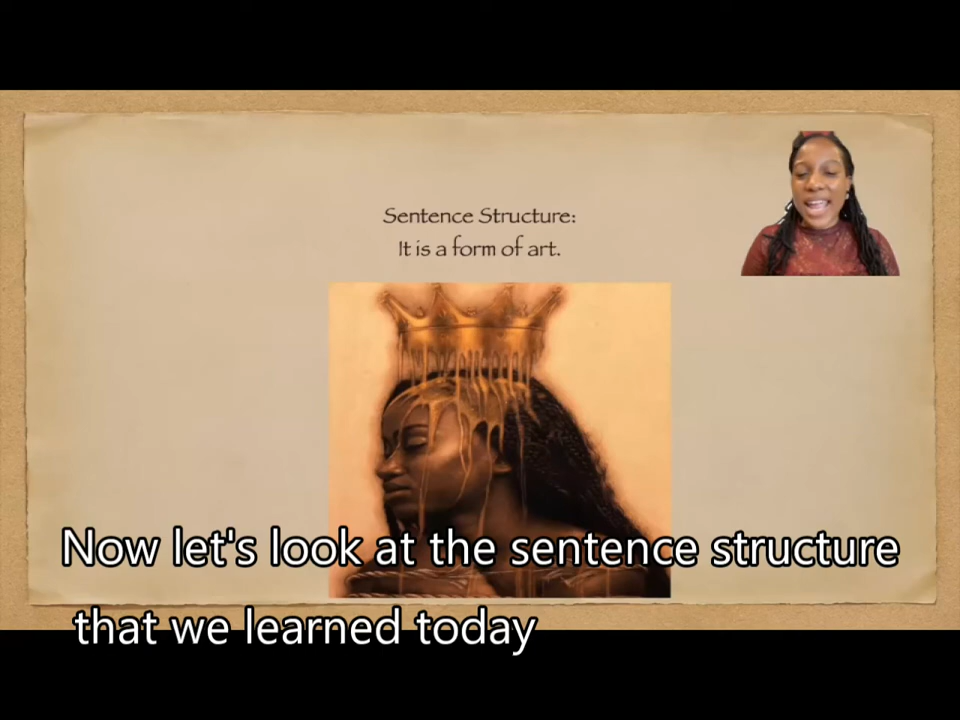 Sentence Structure:
It is a form of art.
Now let's look at the sentence structure
that we learned today